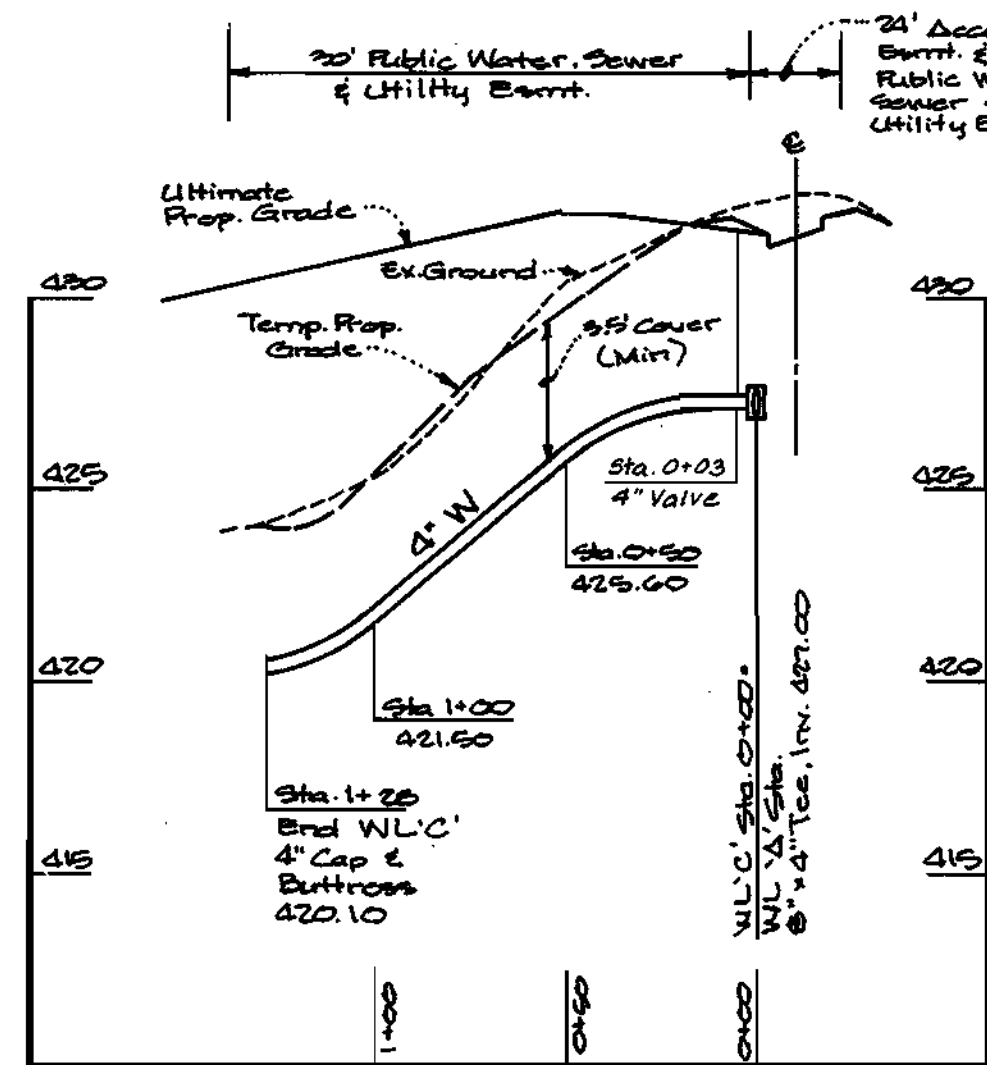 30' Public Water, Sewer
& Utility Esmt.
24'
Esmt. &
Public
Sewer
Utility
Ultimate
Prop. Grade
Ex. Ground
430
430
Temp. Prop.
Grade
3.5' Cover
(Min)
425
425
Sta. 0+03
4" Valve
4" W
Sta. 0+50
425.60
420
420
Sta 1+00
421.50
Sta. 1+28
End WL'C'
4" Cap &
Buttress
420.10
415
415
WL'C' Sta. 0+00=
WL 'A' Sta.
8" x 4" Tee, Inv. 427.00
1+00
0+50
0+00